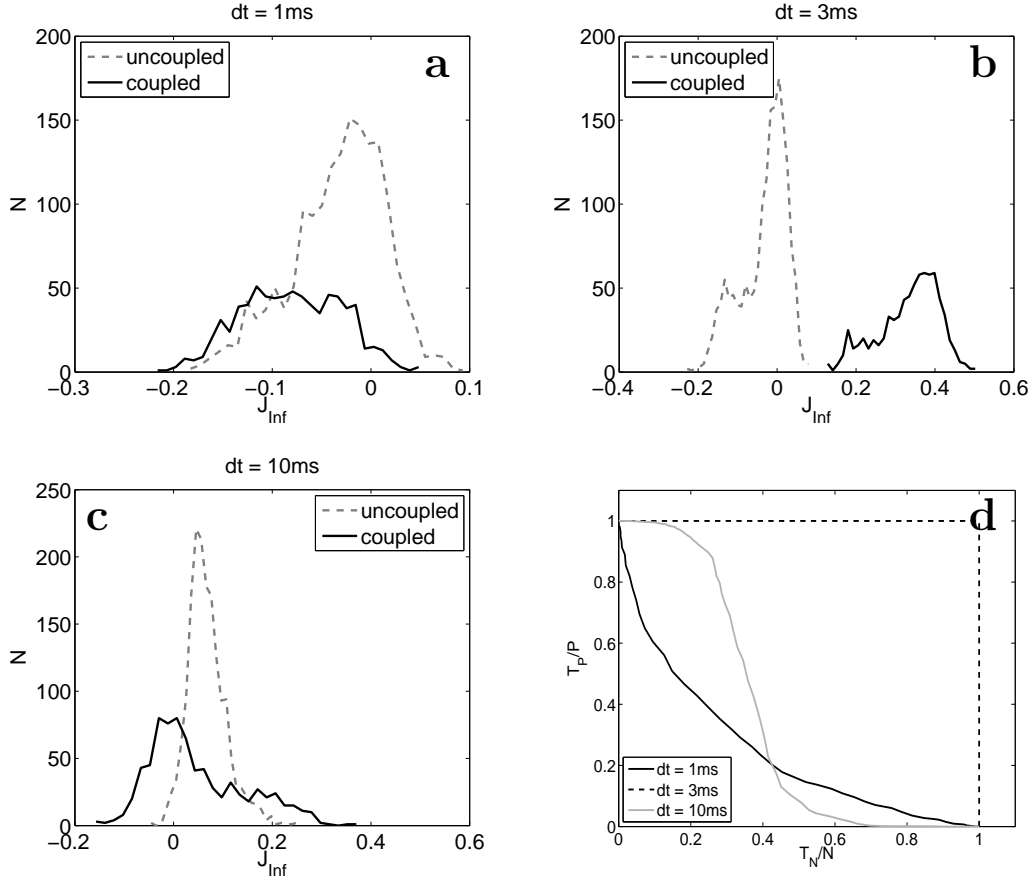 dt = 1ms
200
150
100
50
0
N
uncoupled
coupled
a
−0.3
−0.2
−0.1
0
0.1
J_Inf
dt = 3ms
200
150
100
50
0
N
uncoupled
coupled
b
−0.4
−0.2
0
0.2
0.4
0.6
J_Inf
dt = 10ms
250
200
150
100
50
0
N
c
uncoupled
coupled
−0.2
0
0.2
0.4
0.6
J_Inf
d
1
0.8
0.6
0.4
0.2
0
T_P/P
dt = 1ms
dt = 3ms
dt = 10ms
0
0.2
0.4
0.6
0.8
1
T_N/N